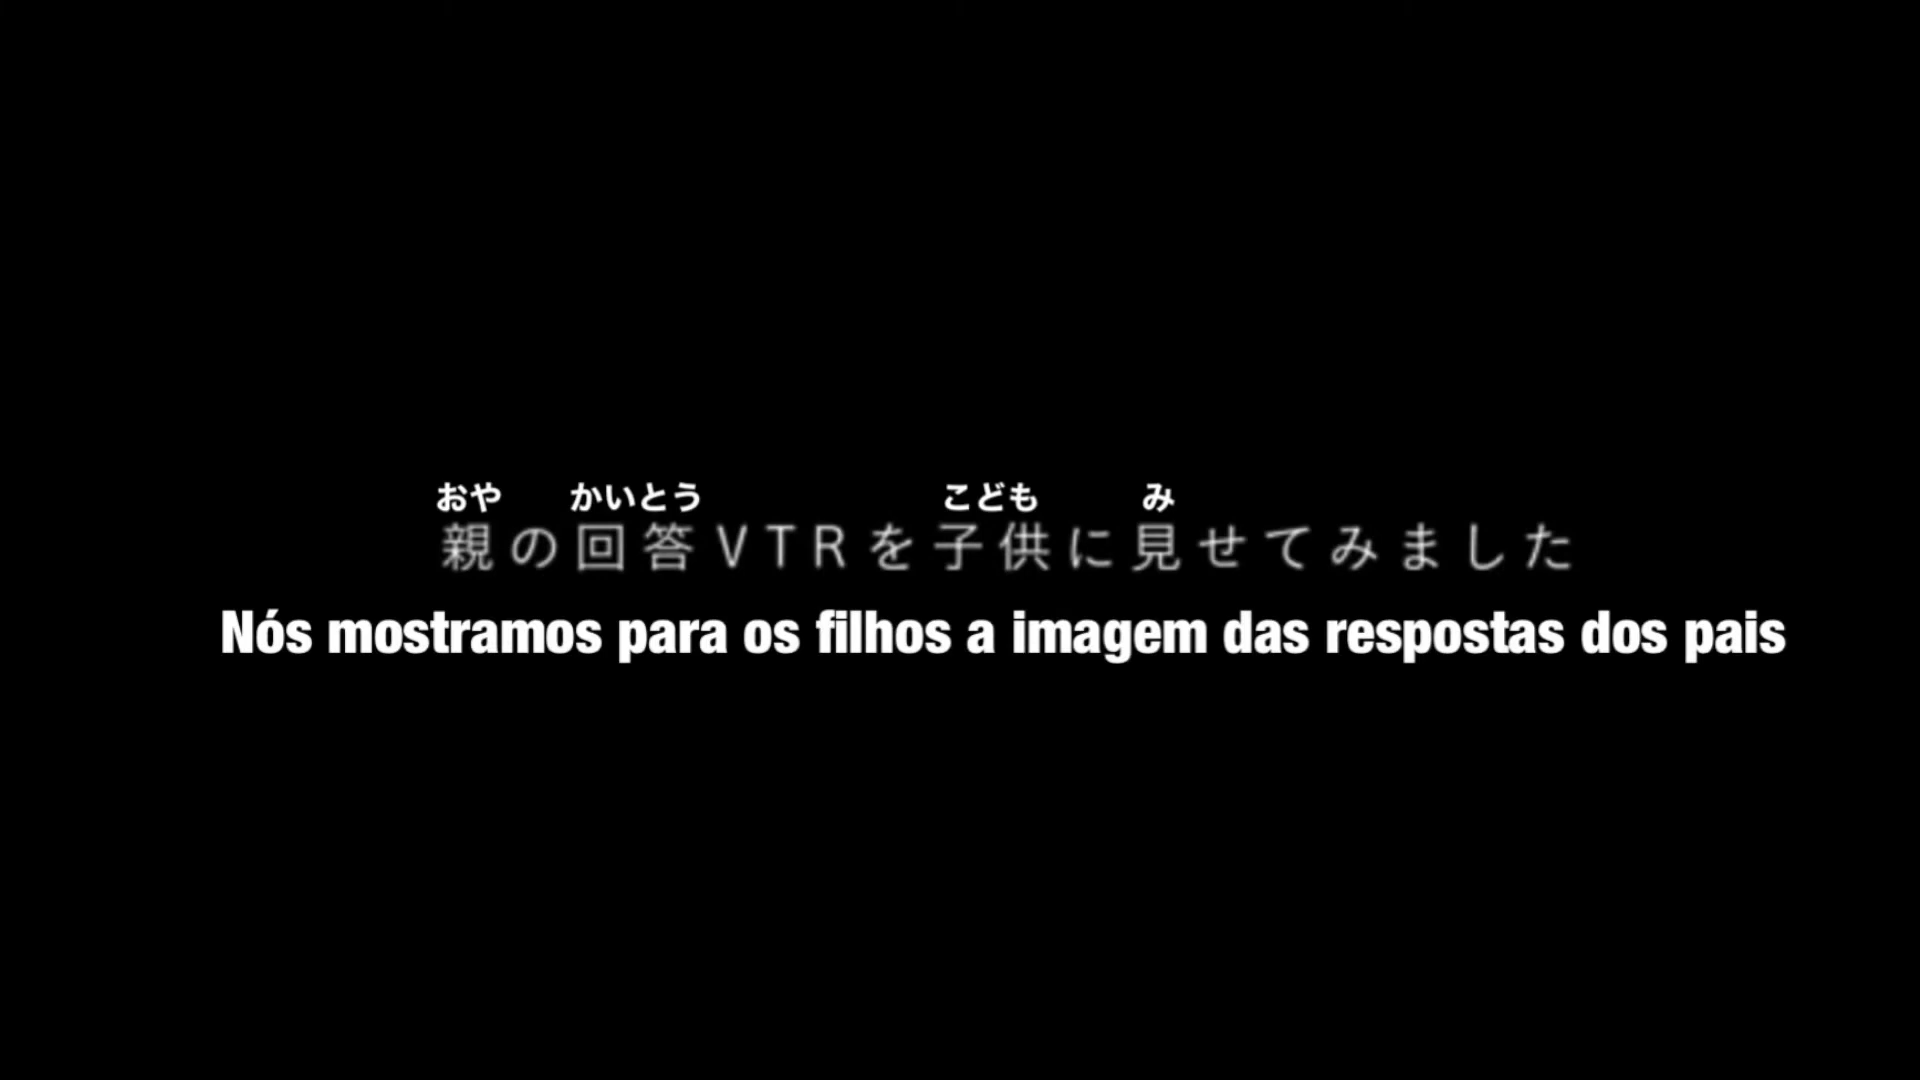 おや かいとう こども み
親の回答VTRを子供に見せてみました
Nós mostramos para os filhos a imagem das respostas dos pais